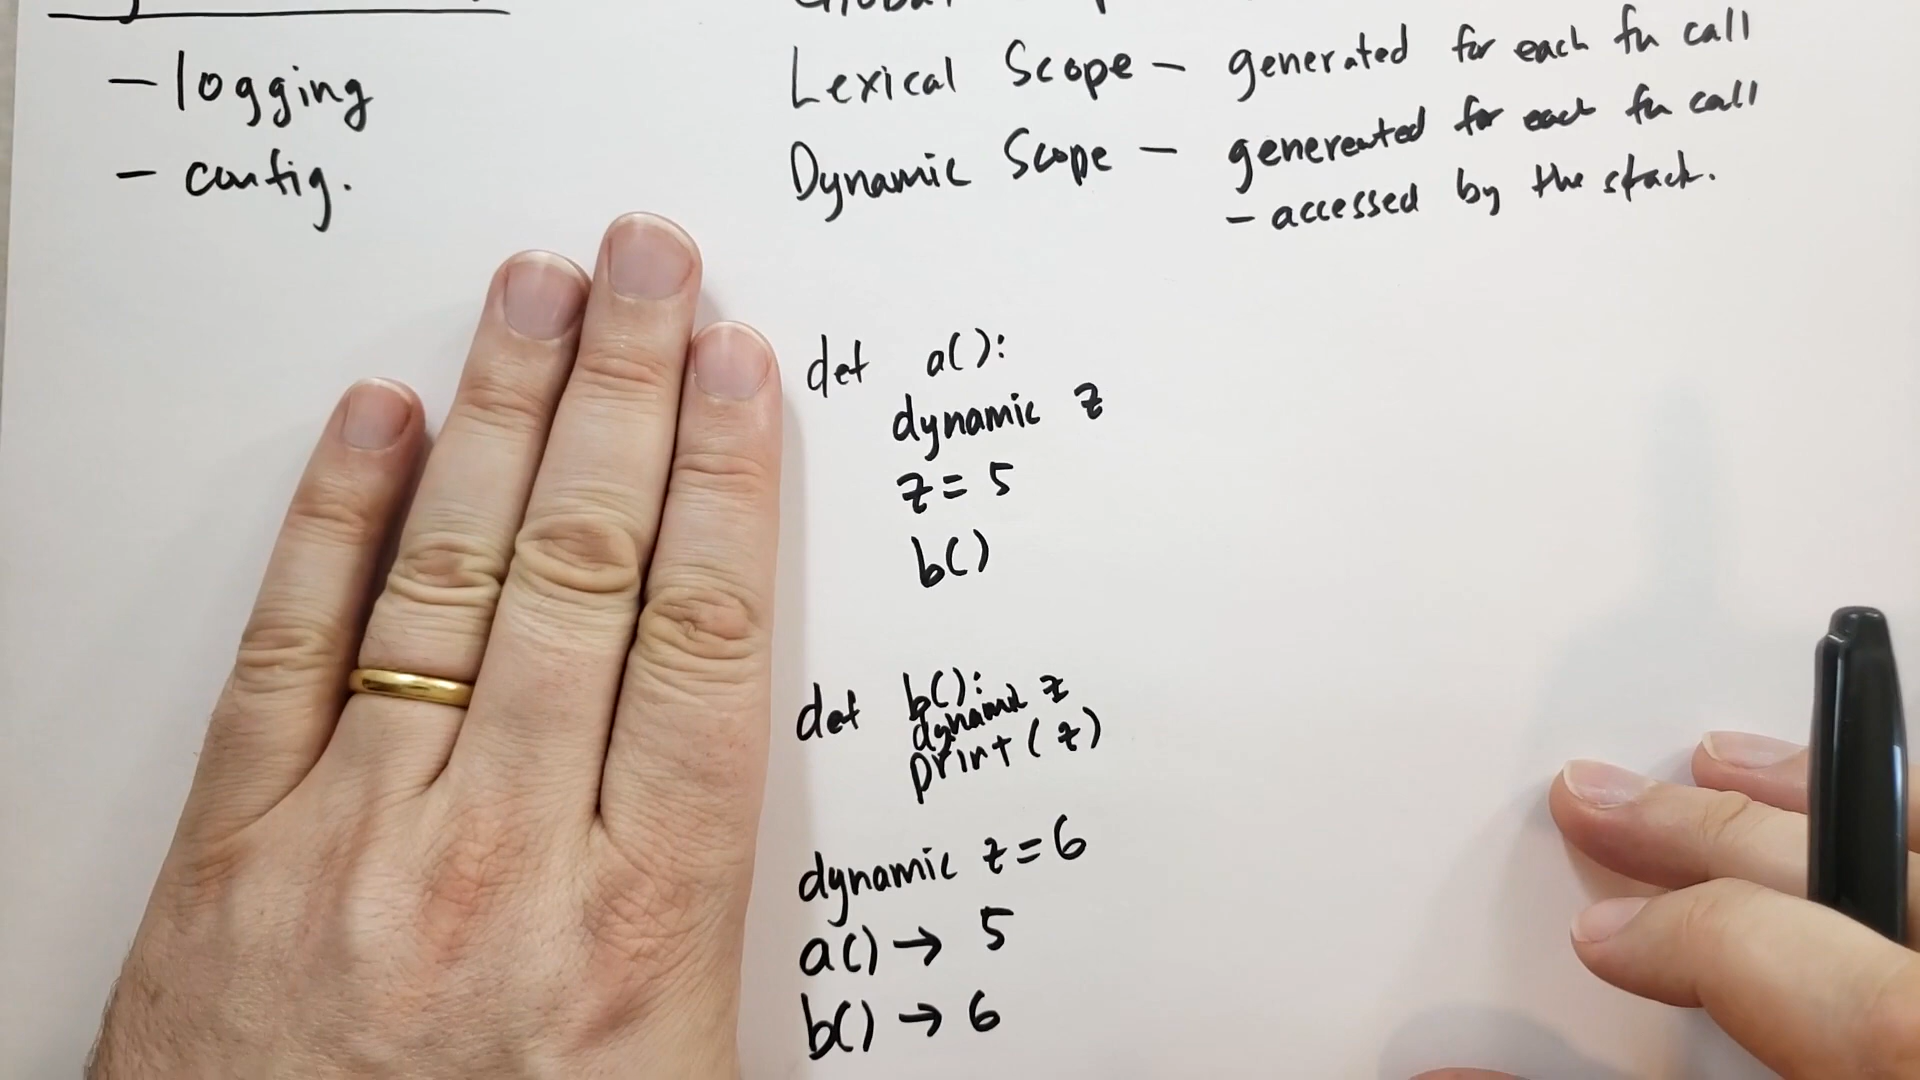 - logging
- config.
Lexical Scope - generated for each fn call
Dynamic Scope - genereated for each fn call
- accessed by the stack.
def a():
dynamic z
z = 5
b()
def b():
dynamic z
print(z)
dynamic z = 6
a() → 5
b() → 6